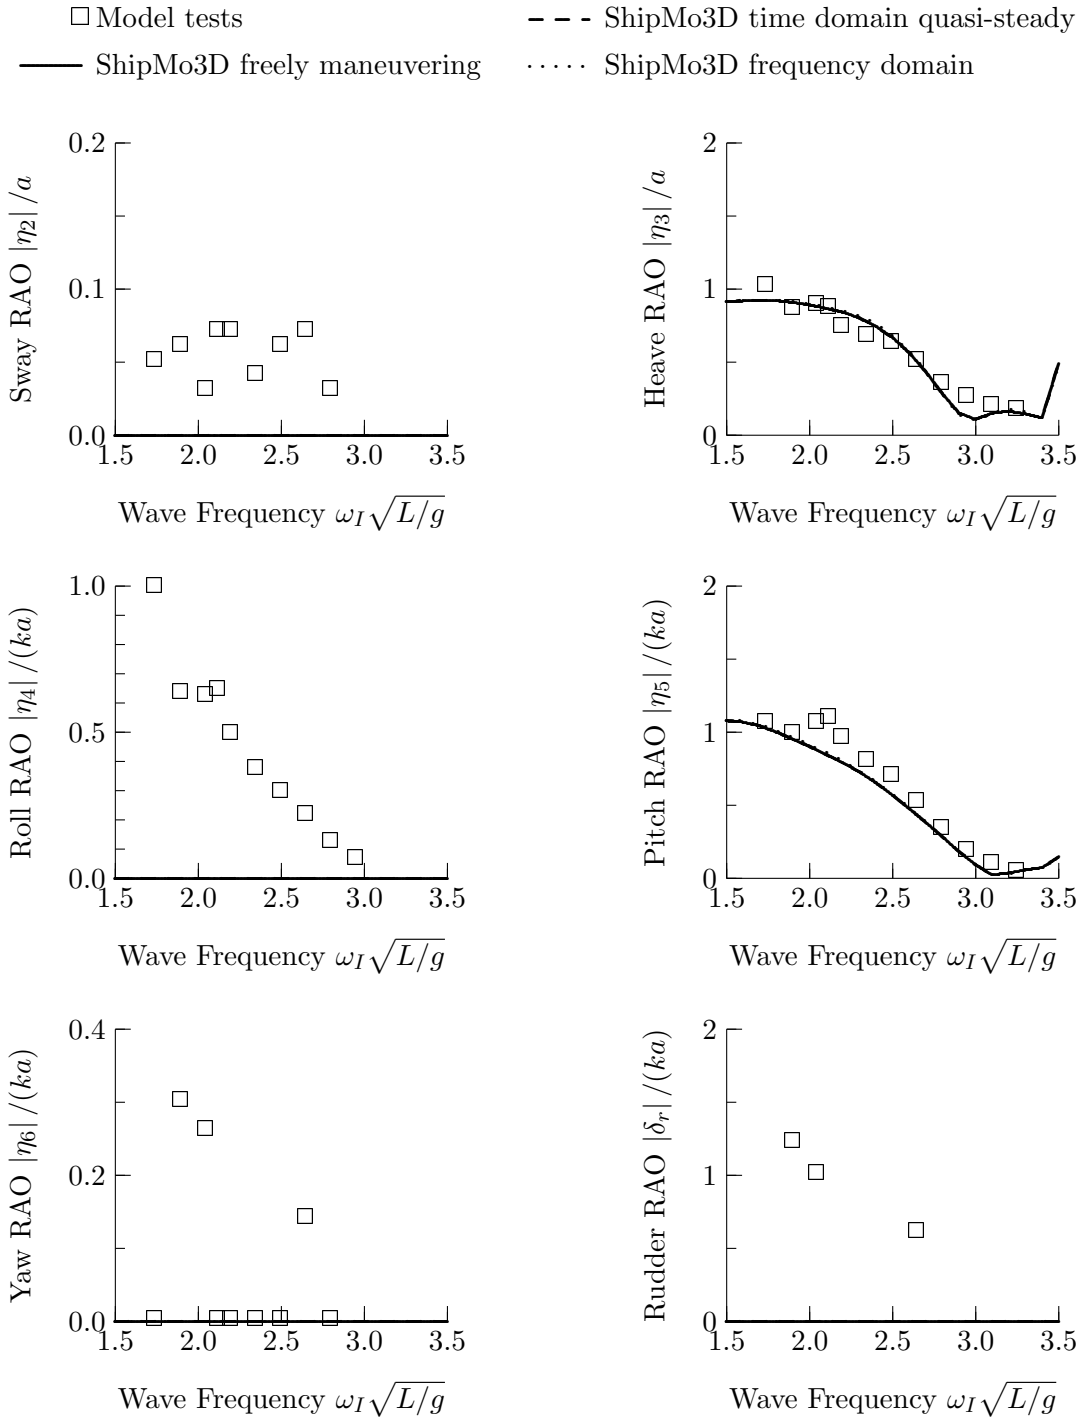 Model tests
ShipMo3D time domain quasi-steady
ShipMo3D freely maneuvering
ShipMo3D frequency domain
Sway RAO |η2|/a
0.2
0.1
0.0
1.5 2.0 2.5 3.0 3.5
Wave Frequency ωI√L/g
Heave RAO |η3|/a
2
1
0
1.5 2.0 2.5 3.0 3.5
Wave Frequency ωI√L/g
Roll RAO |η4|/(ka)
1.0
0.5
0.0
1.5 2.0 2.5 3.0 3.5
Wave Frequency ωI√L/g
Pitch RAO |η5|/(ka)
2
1
0
1.5 2.0 2.5 3.0 3.5
Wave Frequency ωI√L/g
Yaw RAO |η6|/(ka)
0.4
0.2
0.0
1.5 2.0 2.5 3.0 3.5
Wave Frequency ωI√L/g
Rudder RAO |δr|/(ka)
2
1
0
1.5 2.0 2.5 3.0 3.5
Wave Frequency ωI√L/g